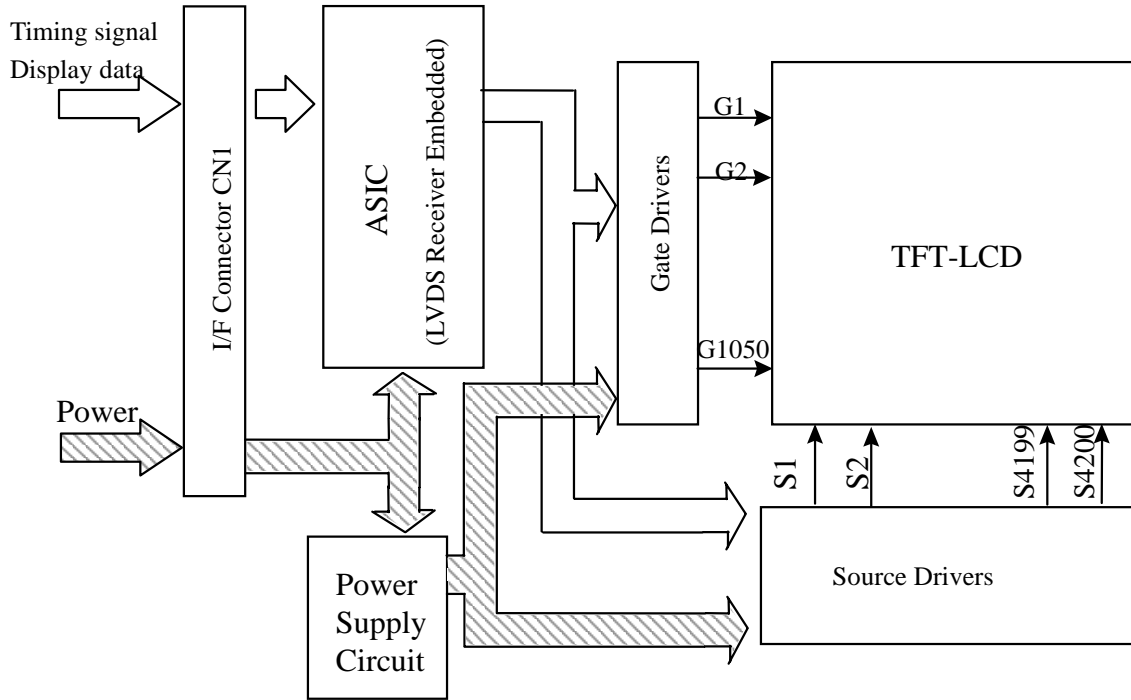 Timing signal
Display data
Power
I/F Connector CN1
ASIC
(LVDS Receiver Embedded)
Power
Supply
Circuit
Gate Drivers
G1
G2
G1050
TFT-LCD
S1
S2
S4199
S4200
Source Drivers